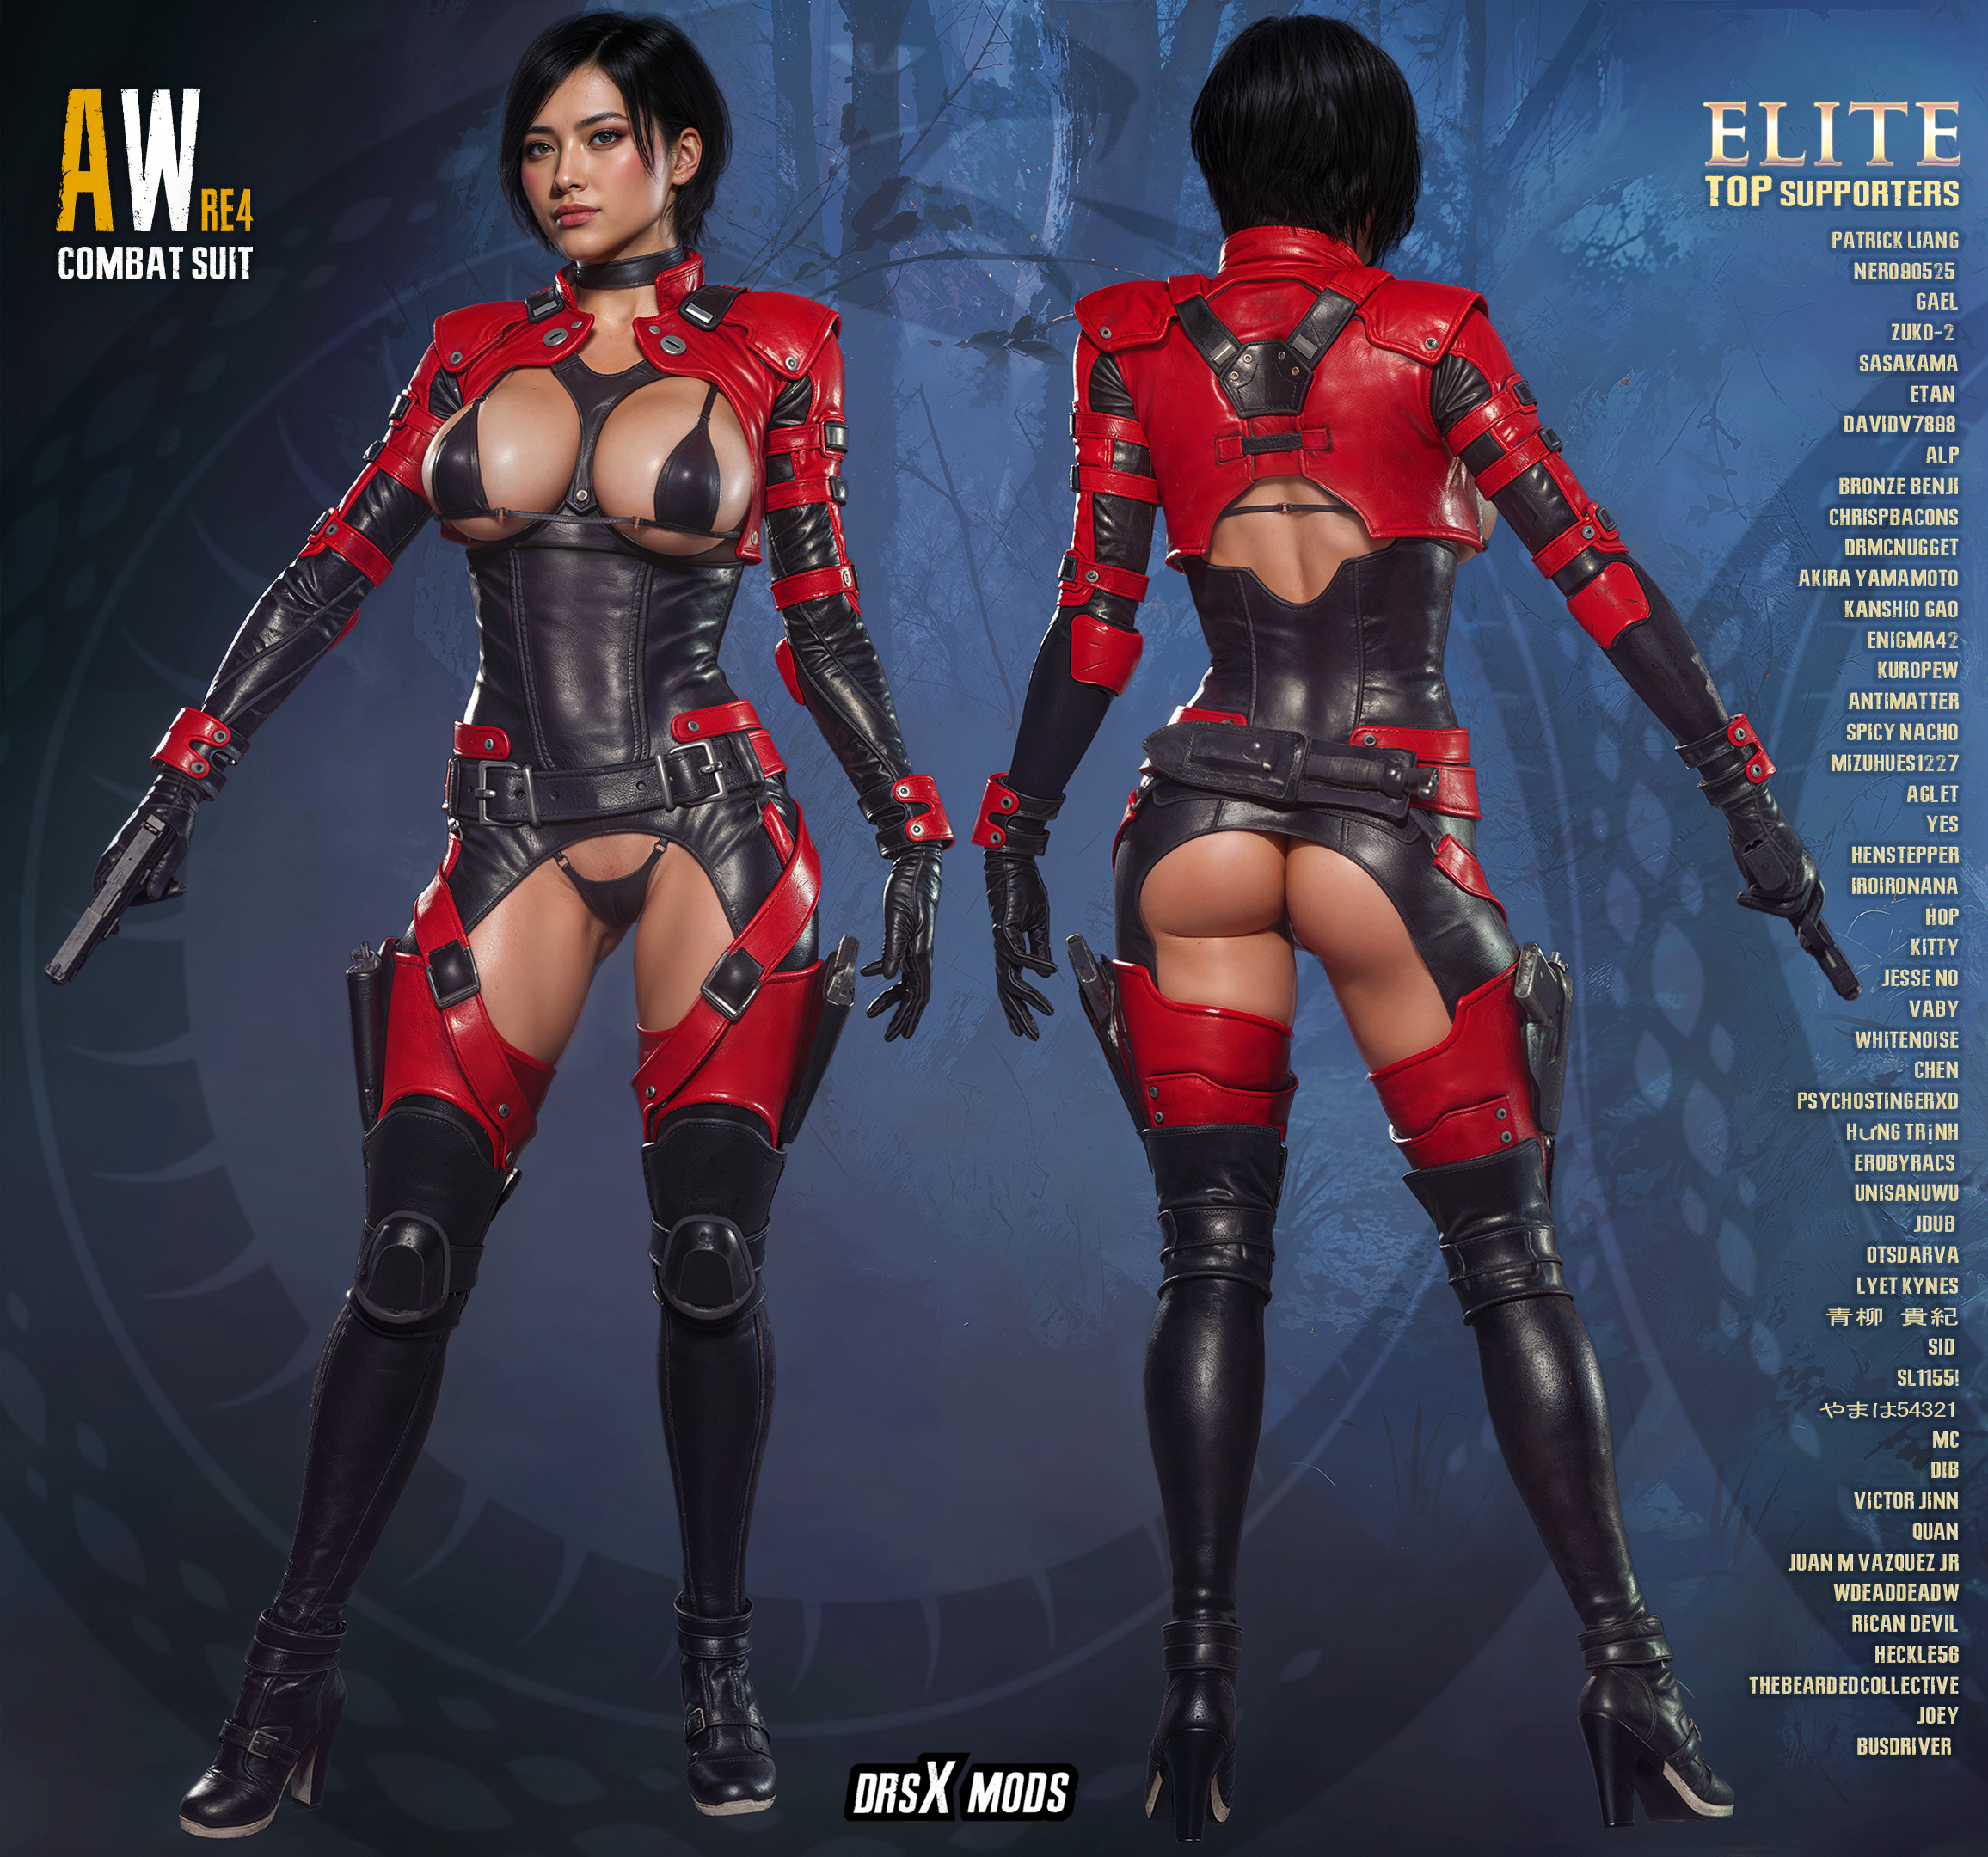 AW RE4
COMBAT SUIT
ELITE
TOP SUPPORTERS
PATRICK LIANG
NERO90525
GAEL
ZUKO-2
SASAKAMA
ETAN
DAVIDV7898
ALP
BRONZE BENJI
CHRISPBACONS
DRMCNUGGET
AKIRA YAMAMOTO
KANSHIO GAO
ENIGMA42
KUROPEW
ANTIMATTER
SPICY NACHO
MIZUHUES1227
AGLET
YES
HENSTEPPER
IROIRONANA
HOP
KITTY
JESSE NO
VABY
WHITENOISE
CHEN
PSYCHOSTINGERXD
HưNG TRịNH
EROBYRACS
UNISANUWU
JDUB
OTSDARVA
LYET KYNES
青柳 貴紀
SID
SL1155!
やまは54321
MC
DIB
VICTOR JINN
QUAN
JUAN M VAZQUEZ JR
WDEADDEADW
RICAN DEVIL
HECKLE56
THEBEARDEDCOLLECTIVE
JOEY
BUSDRIVER
DRSX MODS